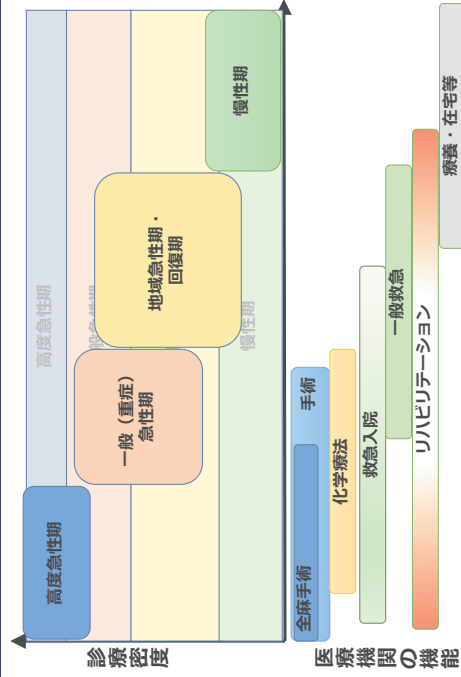 診療密度
高度急性期
般急性期
慢性期
高度急性期
一般（重症）
急性期
地域急性期・
回復期
慢性期
医療機関の機能
全麻手術
手術
化学療法
救急入院
一般救急
リハビリテーション
療養・在宅等